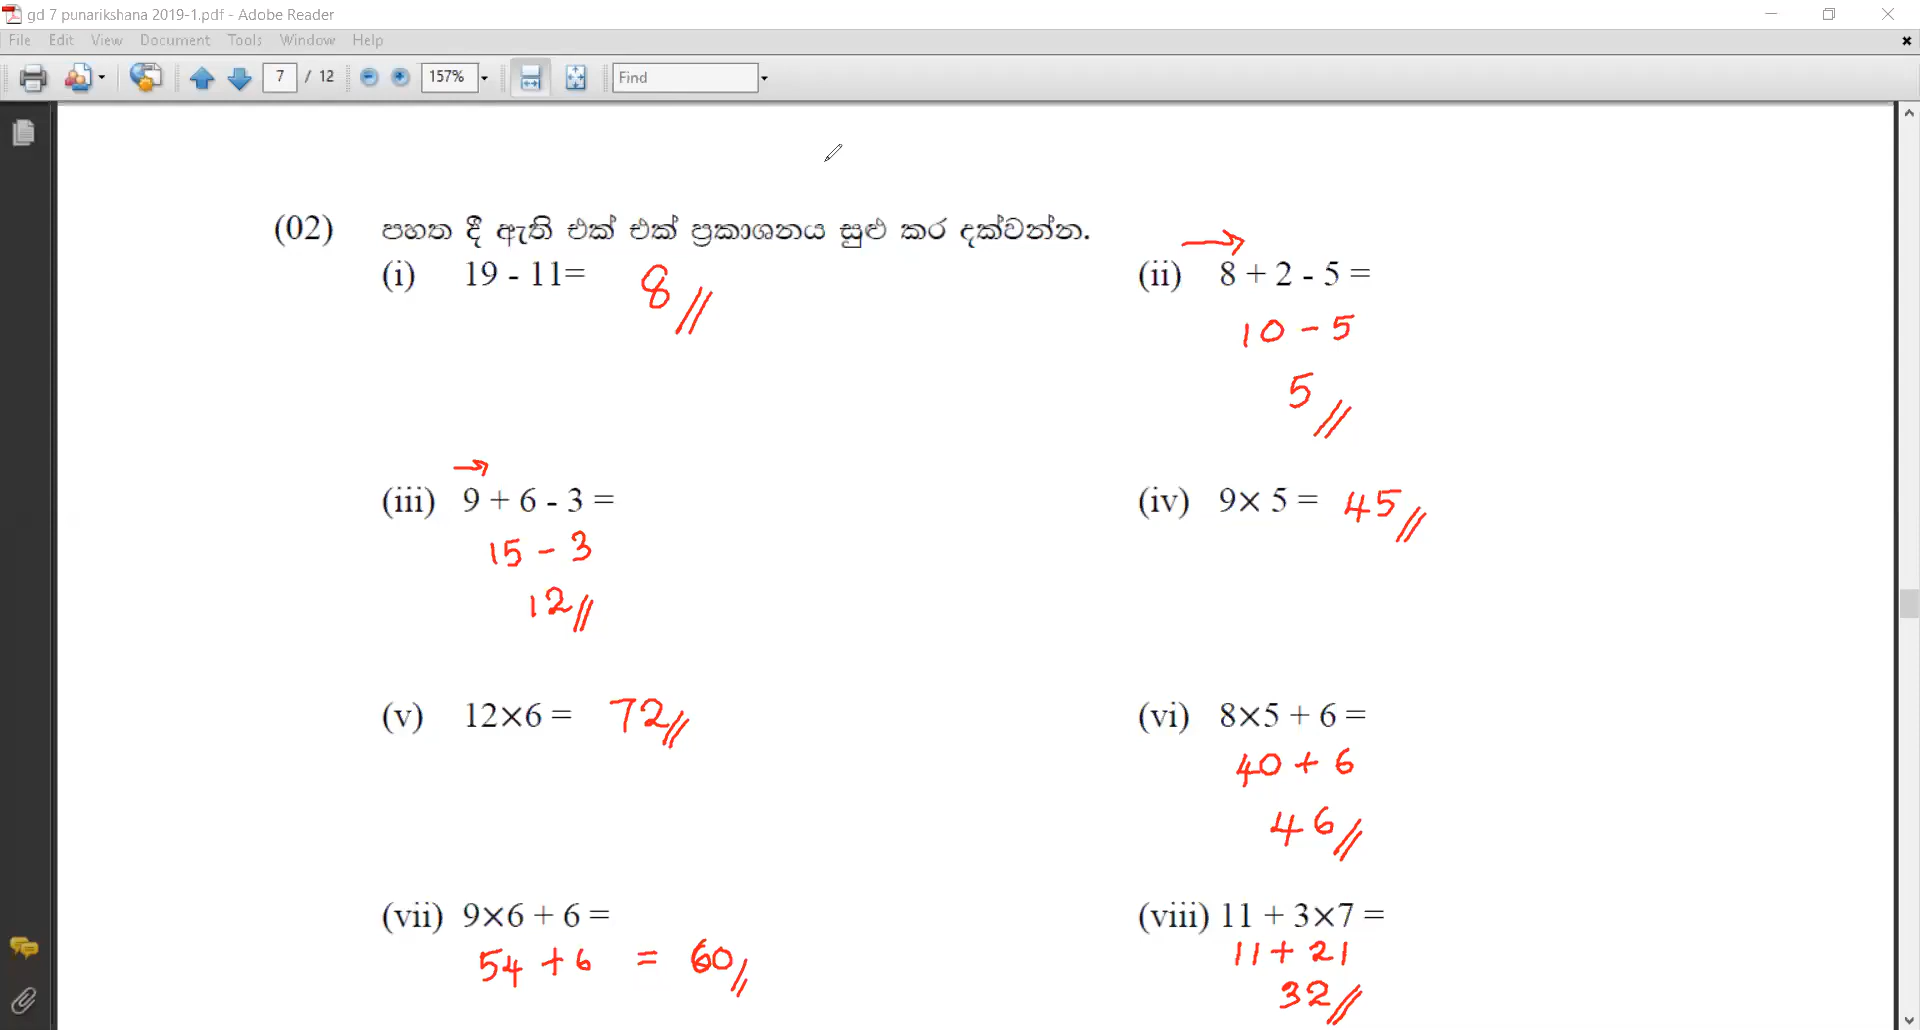 gd 7 punarikshana 2019-1.pdf - Adobe Reader
File Edit View Document Tools Window Help
7 / 12 157% Find
(02) පහත දී ඇති එක් එක් ප්‍රකාශනය සුළු කර දක්වන්න.
(i) 19 - 11= 8
(ii) 8 + 2 - 5 =
10 - 5
5
(iii) 9 + 6 - 3 =
15 - 3
12
(iv) 9× 5 = 45
(v) 12×6 = 72
(vi) 8×5 + 6 =
40 + 6
46
(vii) 9×6 + 6 =
54 + 6 = 60
(viii) 11 + 3×7 =
11 + 21
32